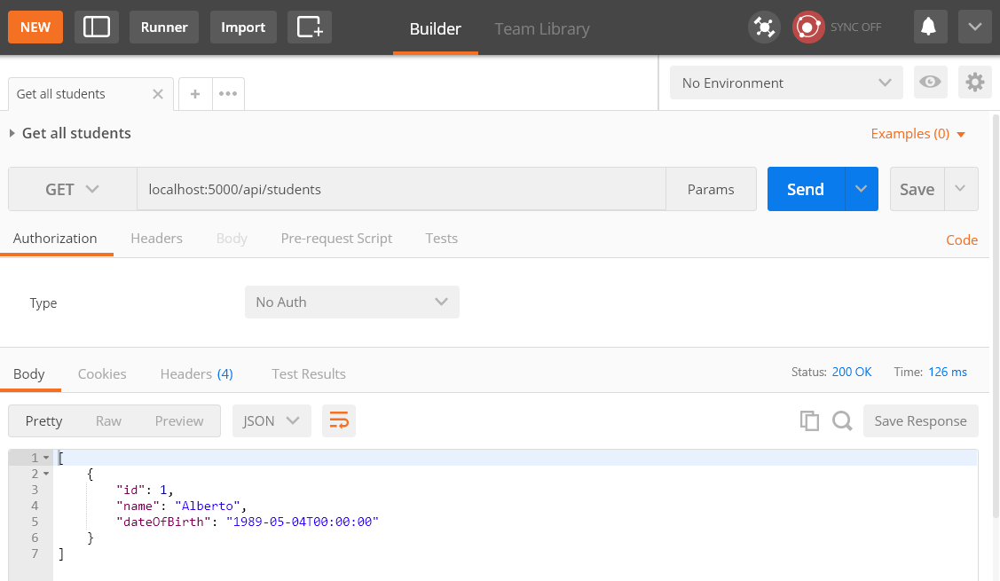 NEW Runner Import Builder Team Library SYNC OFF
Get all students No Environment
Get all students Examples (0)
GET localhost:5000/api/students Params Send Save
Authorization Headers Body Pre-request Script Tests Code
Type No Auth
Body Cookies Headers (4) Test Results Status: 200 OK Time: 126 ms
Pretty Raw Preview JSON Save Response
1 [
2 {
3 "id": 1,
4 "name": "Alberto",
5 "dateOfBirth": "1989-05-04T00:00:00"
6 }
7 ]